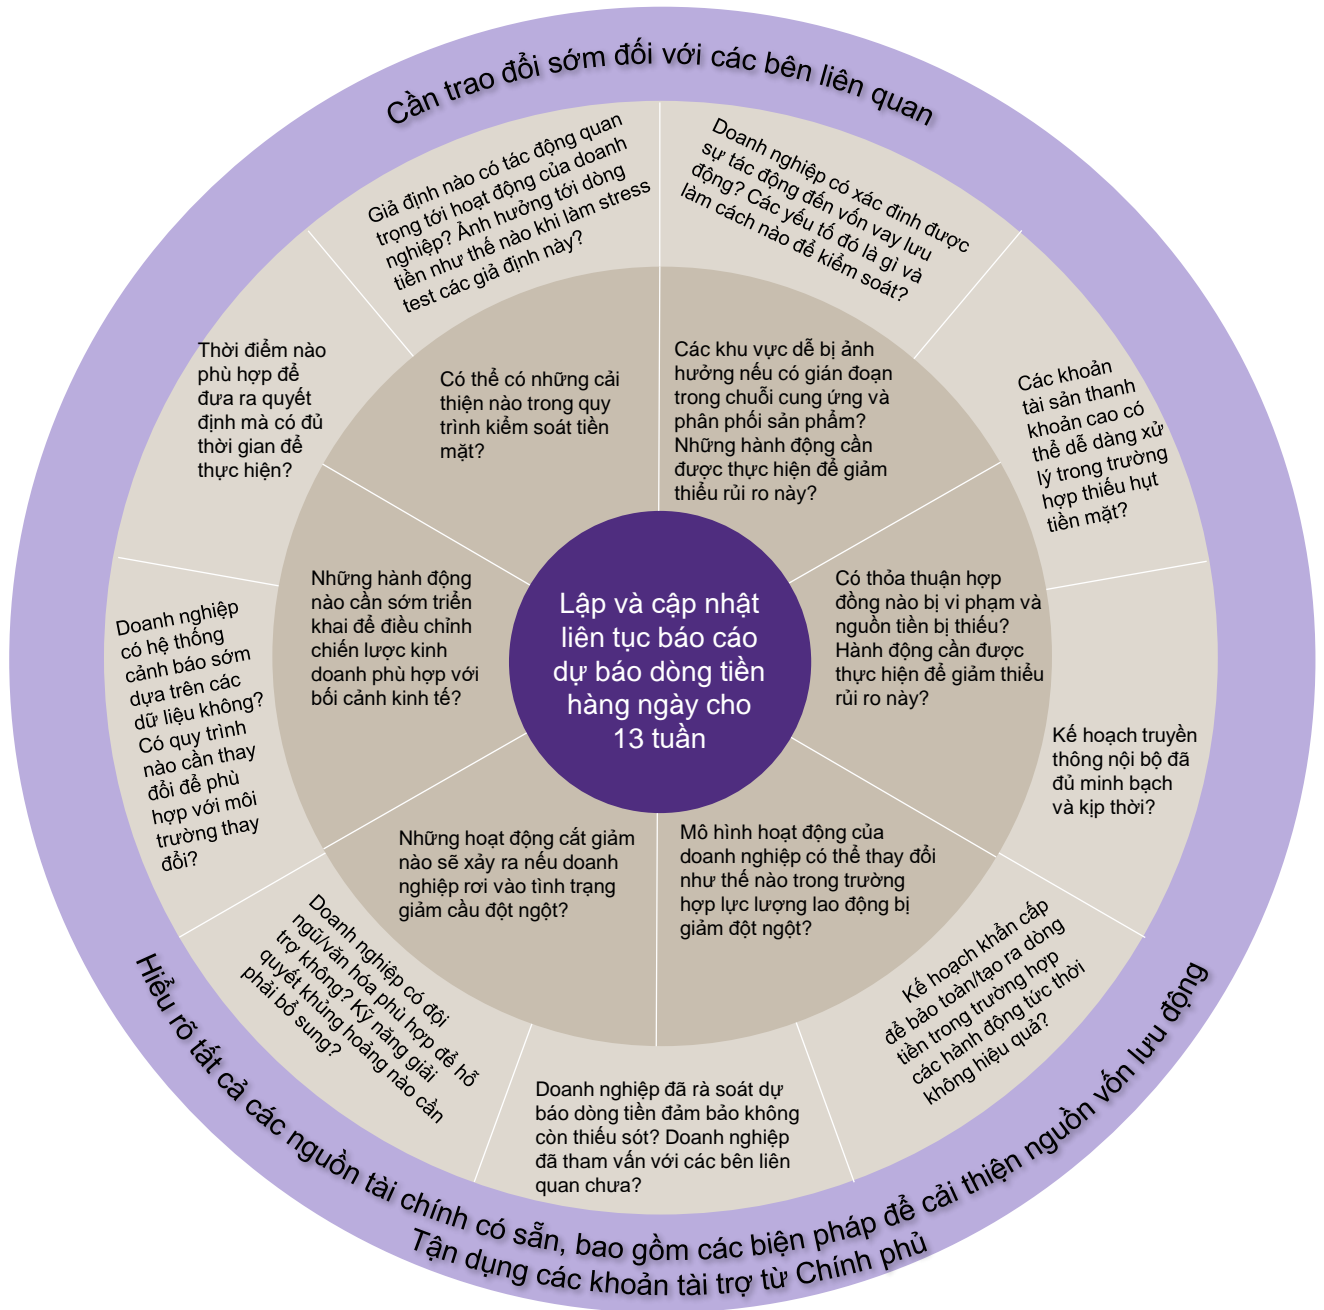 Cần trao đổi sớm đối với các bên liên quan
Giả định nào có tác động quan
trọng tới hoạt động của doanh
nghiệp? Ảnh hưởng tới dòng
tiền như thế nào khi làm stress
test các giả định này?
Doanh nghiệp có xác đinh được
sự tác động đến vốn vay lưu
động? Các yếu tố đó là gì và
làm cách nào để kiểm soát?
Các khoản
tài sản thanh
khoản cao có
thể dễ dàng xử
lý trong trường
hợp thiếu hụt
tiền mặt?
Kế hoạch truyền
thông nội bộ đã
đủ minh bạch
và kịp thời?
Kế hoạch khẩn cấp
để bảo toàn/tạo ra dòng
tiền trong trường hợp
các hành động tức thời
không hiệu quả?
Doanh nghiệp đã rà soát dự
báo dòng tiền đảm bảo không
còn thiếu sót? Doanh nghiệp
đã tham vấn với các bên liên
quan chưa?
Doanh nghiệp có đội
ngũ/văn hóa phù hợp để hỗ
trợ không? Kỹ năng giải
quyết khủng hoảng nào cần
phải bổ sung?
Doanh nghiệp
có hệ thống
cảnh báo sớm
dựa trên các
dữ liệu không?
Có quy trình
nào cần thay
đổi để phù
hợp với môi
trường thay
đổi?
Thời điểm nào
phù hợp để
đưa ra quyết
định mà có đủ
thời gian để
thực hiện?
Có thể có những cải
thiện nào trong quy
trình kiểm soát tiền
mặt?
Các khu vực dễ bị ảnh
hưởng nếu có gián đoạn
trong chuỗi cung ứng và
phân phối sản phẩm?
Những hành động cần
được thực hiện để giảm
thiểu rủi ro này?
Có thỏa thuận hợp
đồng nào bị vi phạm và
nguồn tiền bị thiếu?
Hành động cần được
thực hiện để giảm thiểu
rủi ro này?
Mô hình hoạt động của
doanh nghiệp có thể thay đổi
như thế nào trong trường
hợp lực lượng lao động bị
giảm đột ngột?
Những hoạt động cắt giảm
nào sẽ xảy ra nếu doanh
nghiệp rơi vào tình trạng
giảm cầu đột ngột?
Những hành động
nào cần sớm triển
khai để điều chỉnh
chiến lược kinh
doanh phù hợp với
bối cảnh kinh tế?
Lập và cập nhật
liên tục báo cáo
dự báo dòng tiền
hàng ngày cho
13 tuần
Hiểu rõ tất cả các nguồn tài chính có sẵn, bao gồm các biện pháp để cải thiện nguồn vốn lưu động
Tận dụng các khoản tài trợ từ Chính phủ